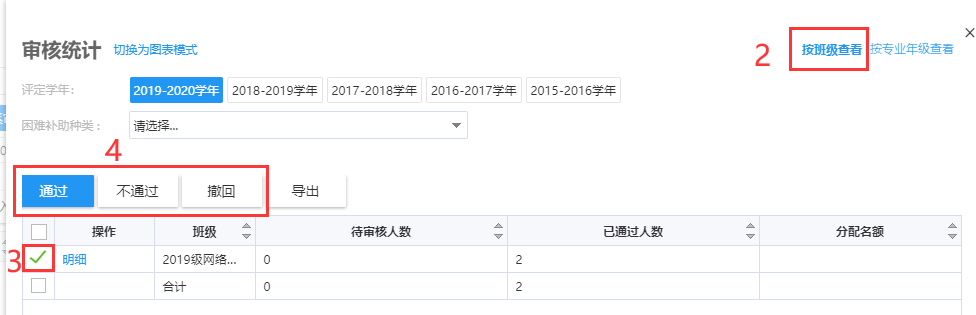 审核统计 切换为图表模式 2 按班级查看 按专业年级查看
评定学年: 2019-2020学年 2018-2019学年 2017-2018学年 2016-2017学年 2015-2016学年
困难补助种类: 请选择...
4
通过 不通过 撤回 导出
操作 班级 待审核人数 已通过人数 分配名额
3 明细 2019级网络... 0 2
合计 0 2